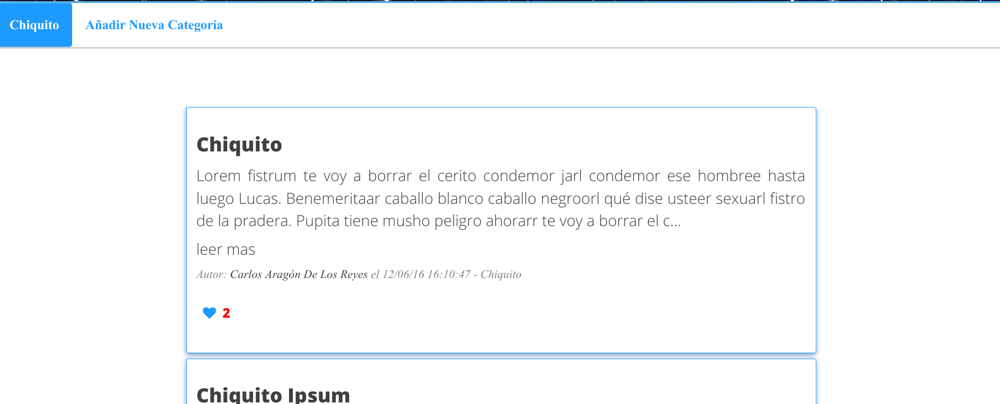 Chiquito Añadir Nueva Categoría
Chiquito
Lorem fistrum te voy a borrar el cerito condemor jarl condemor ese hombree hasta
luego Lucas. Benemeritaar caballo blanco caballo negroorl qué dise usteer sexuarl fistro
de la pradera. Pupita tiene musho peligro ahorarr te voy a borrar el c...
leer mas
Autor: Carlos Aragón De Los Reyes el 12/06/16 16:10:47 - Chiquito
2
Chiquito Ipsum